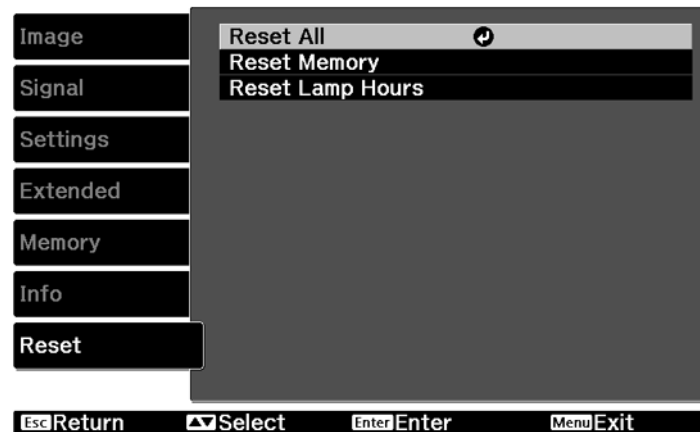 Image
Signal
Settings
Extended
Memory
Info
Reset
Reset All
Reset Memory
Reset Lamp Hours
Esc Return Select Enter Enter Menu Exit